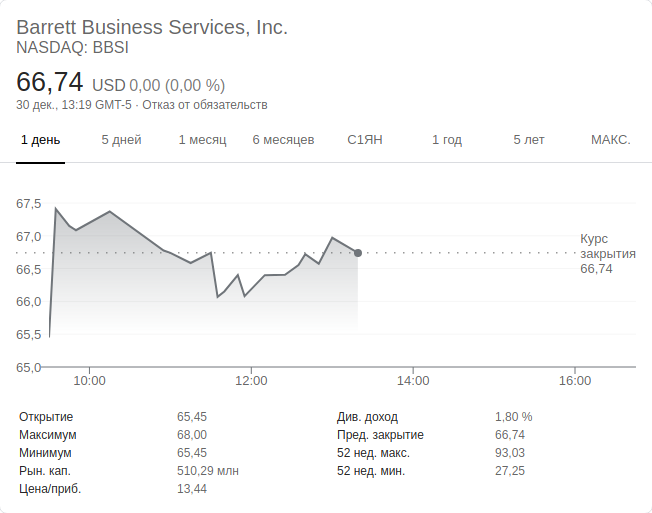 Barrett Business Services, Inc.
NASDAQ: BBSI
66,74 USD 0,00 (0,00 %)
30 дек., 13:19 GMT-5 · Отказ от обязательств
1 день 5 дней 1 месяц 6 месяцев С1ЯН 1 год 5 лет МАКС.
67,5
67,0
66,5
66,0
65,5
65,0
Курс
закрытия
66,74
10:00 12:00 14:00 16:00
Открытие 65,45 Див. доход 1,80 %
Максимум 68,00 Пред. закрытие 66,74
Минимум 65,45 52 нед. макс. 93,03
Рын. кап. 510,29 млн 52 нед. мин. 27,25
Цена/приб. 13,44